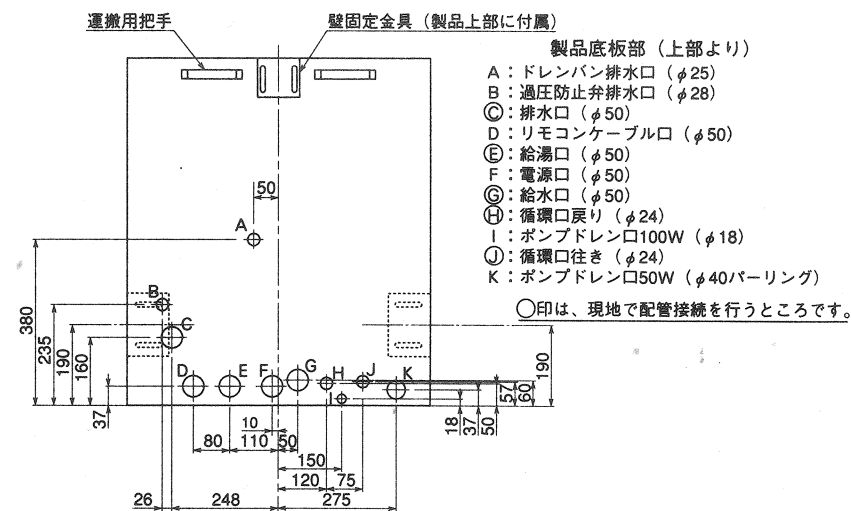 運搬用把手
壁固定金具（製品上部に付属）
製品底板部（上部より）
A：ドレンパン排水口（φ25）
B：過圧防止弁排水口（φ28）
Ⓒ：排水口（φ50）
D：リモコンケーブル口（φ50）
Ⓔ：給湯口（φ50）
F：電源口（φ50）
Ⓖ：給水口（φ50）
Ⓗ：循環口戻り（φ24）
I：ポンプドレン口100W（φ18）
Ⓙ：循環口往き（φ24）
K：ポンプドレン口50W（φ40バーリング）
○印は、現地で配管接続を行うところです。
50
A
B
C
D
E
F
G
H
I
J
K
380
235
190
160
37
190
60
57
50
37
18
10
80
110
50
150
120
75
26
248
275